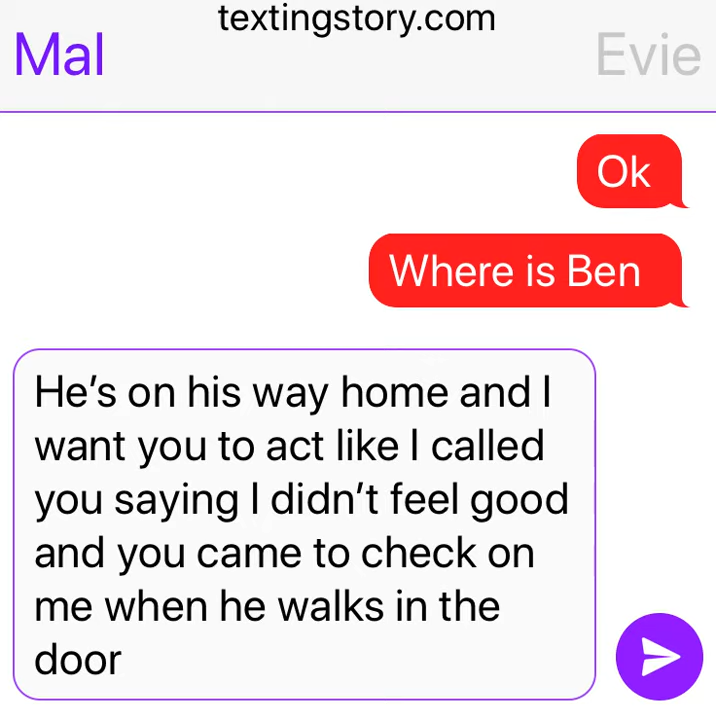 textingstory.com
Mal
Evie
Ok
Where is Ben
He’s on his way home and I
want you to act like I called
you saying I didn’t feel good
and you came to check on
me when he walks in the
door